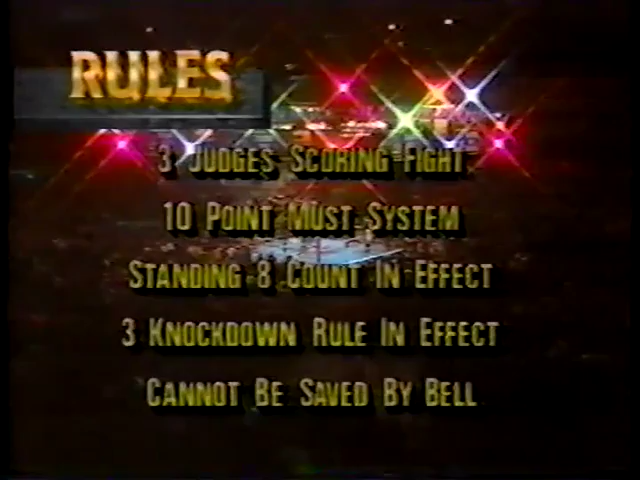 RULES
3 JUDGES SCORING FIGHT
10 POINT MUST SYSTEM
STANDING 8 COUNT IN EFFECT
3 KNOCKDOWN RULE IN EFFECT
CANNOT BE SAVED BY BELL